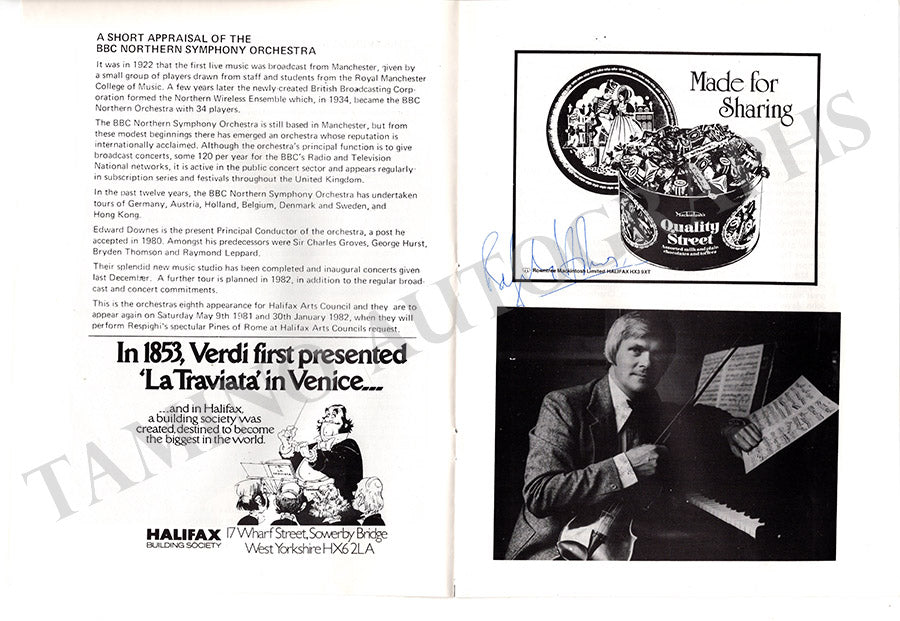 A SHORT APPRAISAL OF THE
BBC NORTHERN SYMPHONY ORCHESTRA
It was in 1922 that the first live music was broadcast from Manchester, given by
a small group of players drawn from staff and students from the Royal Manchester
College of Music. A few years later the newly-created British Broadcasting Corp-
oration formed the Northern Wireless Ensemble which, in 1934, became the BBC
Northern Orchestra with 34 players.
The BBC Northern Symphony Orchestra is still based in Manchester, but from
these modest beginnings there has emerged an orchestra whose reputation is
internationally acclaimed. Although the orchestra's principal function is to give
broadcast concerts, some 120 per year for the BBC's Radio and Television
National networks, it is active in the public concert sector and appears regularly
in subscription series and festivals throughout the United Kingdom.
In the past twelve years, the BBC Northern Symphony Orchestra has undertaken
tours of Germany, Austria, Holland, Belgium, Denmark and Sweden, and
Hong Kong.
Edward Downes is the present Principal Conductor of the orchestra, a post he
accepted in 1980. Amongst his predecessors were Sir Charles Groves, George Hurst,
Bryden Thomson and Raymond Leppard.
Their splendid new music studio has been completed and inaugural concerts given
last December. A further tour is planned in 1982, in addition to the regular broad-
cast and concert commitments.
This is the orchestras eighth appearance for Halifax Arts Council and they are to
appear again on Saturday May 9th 1981 and 30th January 1982, when they will
perform Respighi's spectular Pines of Rome at Halifax Arts Councils request.
In 1853, Verdi first presented
'La Traviata' in Venice....
....and in Halifax,
a building society was
created, destined to become
the biggest in the world.
HALIFAX
BUILDING SOCIETY
17 Wharf Street, Sowerby Bridge
West Yorkshire HX6 2LA
Made for
Sharing
Mackintosh's
Quality
Street
Assorted milk and plain
chocolates and toffees
Rowntree Mackintosh Limited, HALIFAX HX3 9XT
TAMINO AUTOGRAPHS